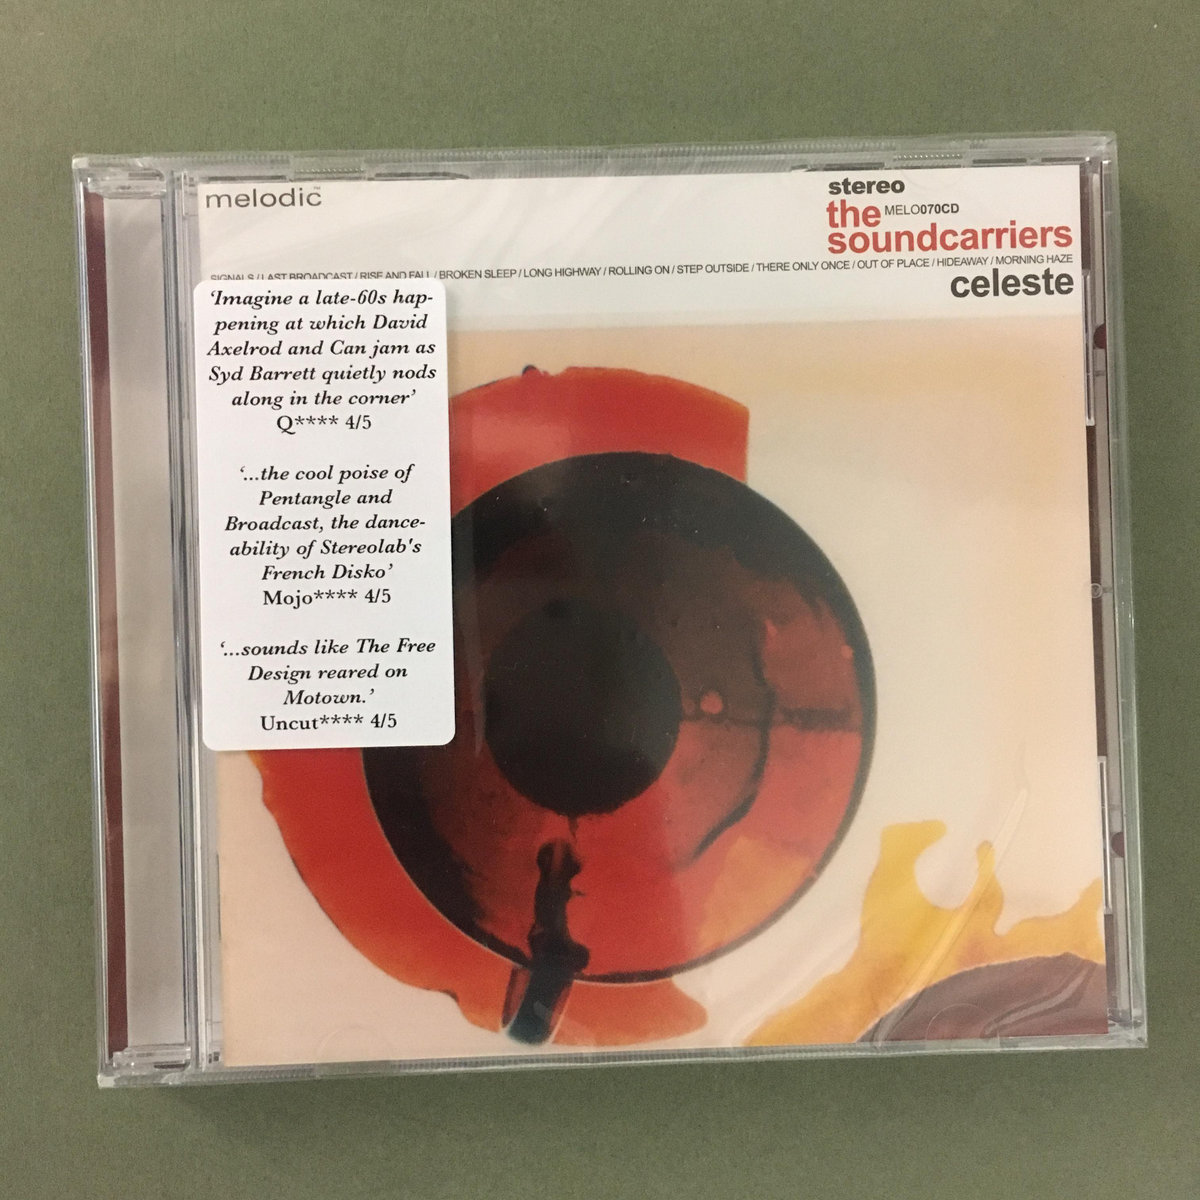 melodic™
stereo
the MELO070CD
soundcarriers
SIGNALS / LAST BROADCAST / RISE AND FALL / BROKEN SLEEP / LONG HIGHWAY / ROLLING ON / STEP OUTSIDE / THERE ONLY ONCE / OUT OF PLACE / HIDEAWAY / MORNING HAZE
celeste
‘Imagine a late-60s hap-
pening at which David
Axelrod and Can jam as
Syd Barrett quietly nods
along in the corner’
Q**** 4/5
‘...the cool poise of
Pentangle and
Broadcast, the dance-
ability of Stereolab's
French Disko’
Mojo**** 4/5
‘...sounds like The Free
Design reared on
Motown.’
Uncut**** 4/5